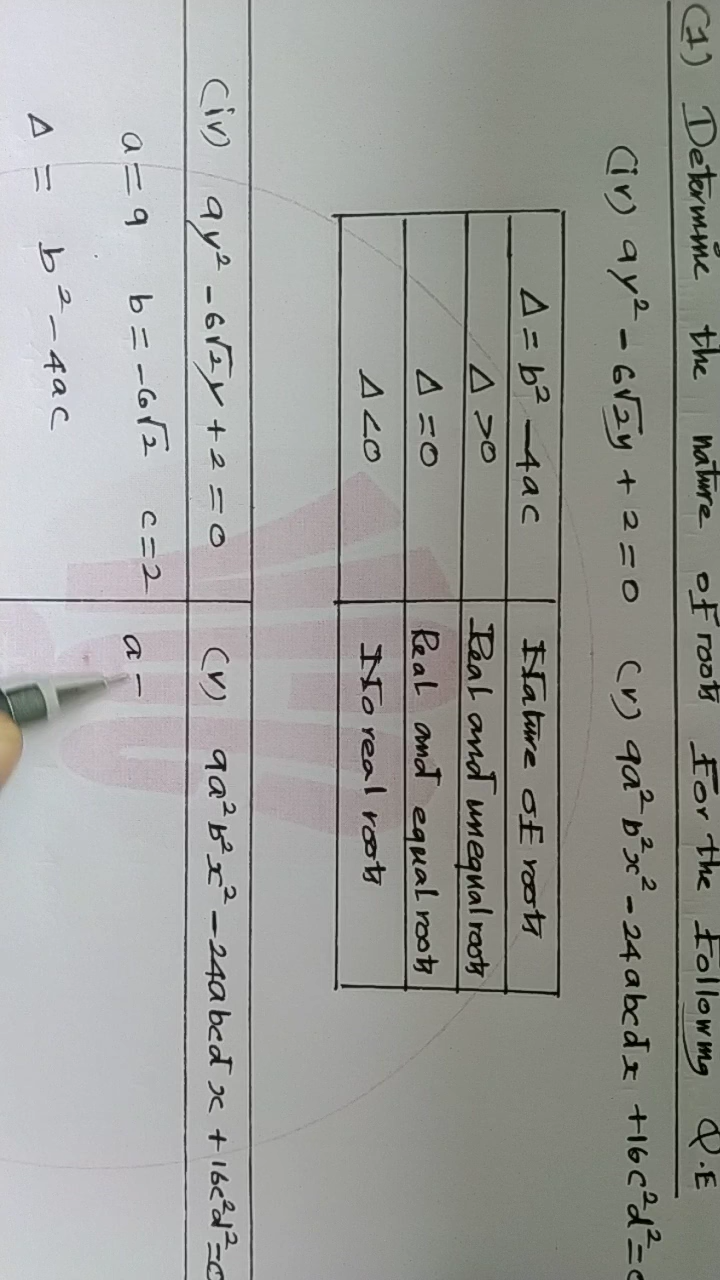 (1) Determine the nature of roots for the following Q.E
(iv) 9y² - 6√2y + 2 = 0 (v) 9a²b²x² - 24abcdx + 16c²d² =
Δ = b² - 4ac Nature of roots
Δ > 0 Real and unequal roots
Δ = 0 Real and equal roots
Δ < 0 No real roots
(iv) 9y² - 6√2y + 2 = 0 (v) 9a²b²x² - 24abcdx + 16c²d² =
a = 9 b = -6√2 c = 2 a -
Δ = b² - 4ac